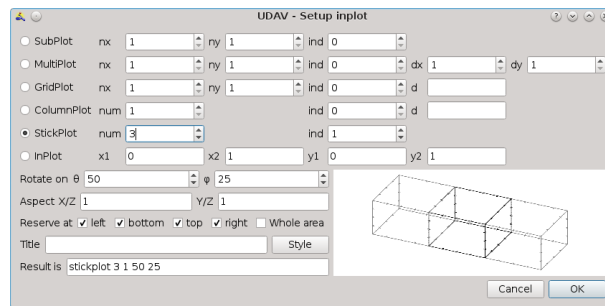 UDAV - Setup inplot
SubPlot nx 1 ny 1 ind 0
MultiPlot nx 1 ny 1 ind 0 dx 1 dy 1
GridPlot nx 1 ny 1 ind 0 d
ColumnPlot num 1 ind 0 d
StickPlot num 3 ind 1
InPlot x1 0 x2 1 y1 0 y2 1
Rotate on θ 50 φ 25
Aspect X/Z 1 Y/Z 1
Reserve at left bottom top right Whole area
Title Style
Result is stickplot 3 1 50 25
Cancel OK